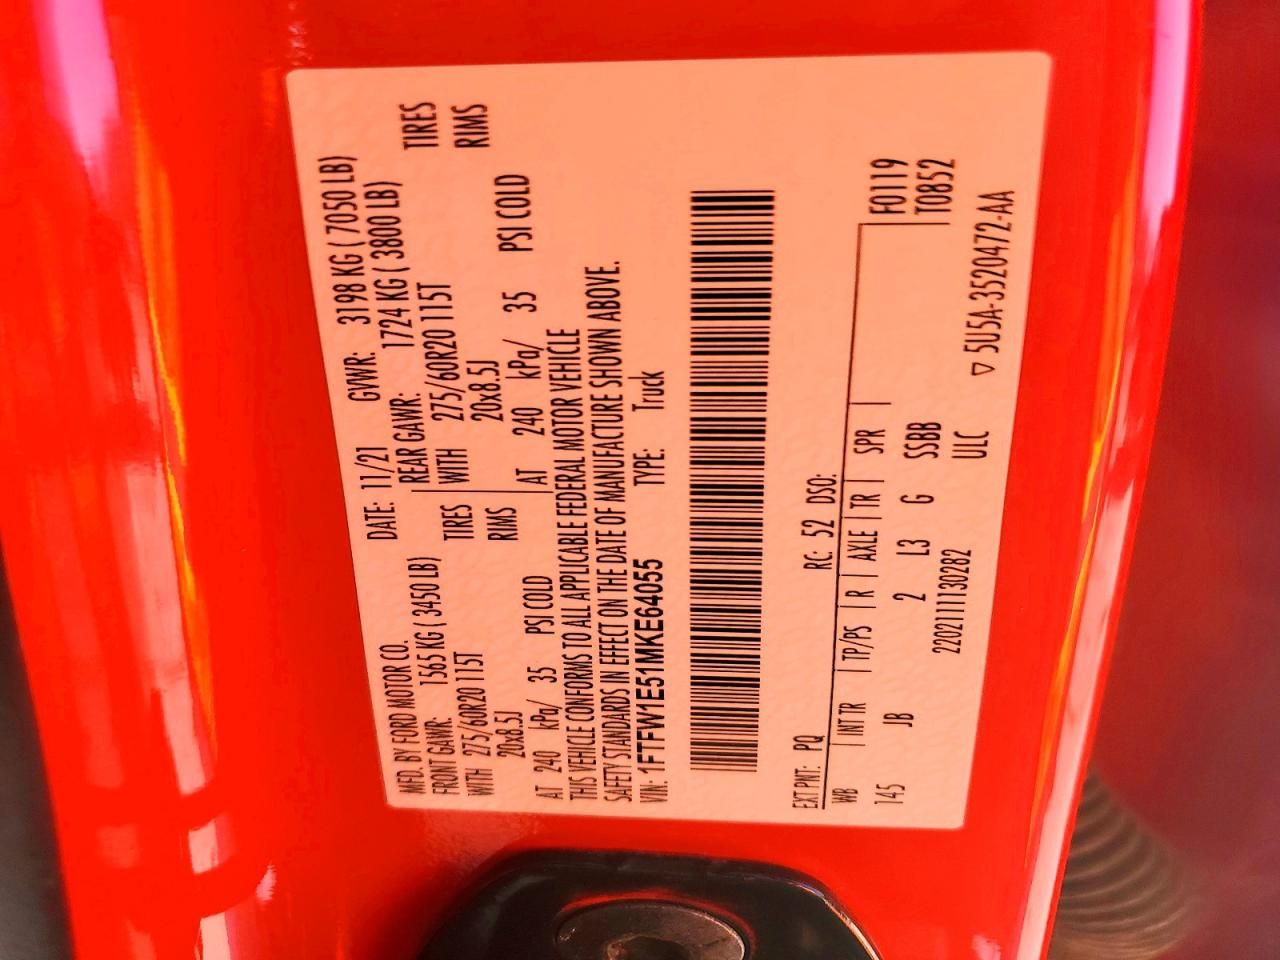 MFD. BY FORD MOTOR CO. DATE: 11/21 GVWR: 3198 KG ( 7050 LB)
FRONT GAWR: 1565 KG ( 3450 LB) REAR GAWR: 1724 KG ( 3800 LB)
WITH 275/60R20 115T TIRES WITH 275/60R20 115T TIRES
20x8.5J RIMS 20x8.5J RIMS
AT 240 kPa/ 35 PSI COLD AT 240 kPa/ 35 PSI COLD
THIS VEHICLE CONFORMS TO ALL APPLICABLE FEDERAL MOTOR VEHICLE
SAFETY STANDARDS IN EFFECT ON THE DATE OF MANUFACTURE SHOWN ABOVE.
VIN: 1FTFW1E51MKE64055 TYPE: Truck
EXT PNT: PQ RC: 52 DSO:
WB INT TR TP/PS R AXLE TR SPR F0119
145 JB 2 L3 G SSBB T0852
2202111130282 ULC
▽ 5U5A-3520472-AA